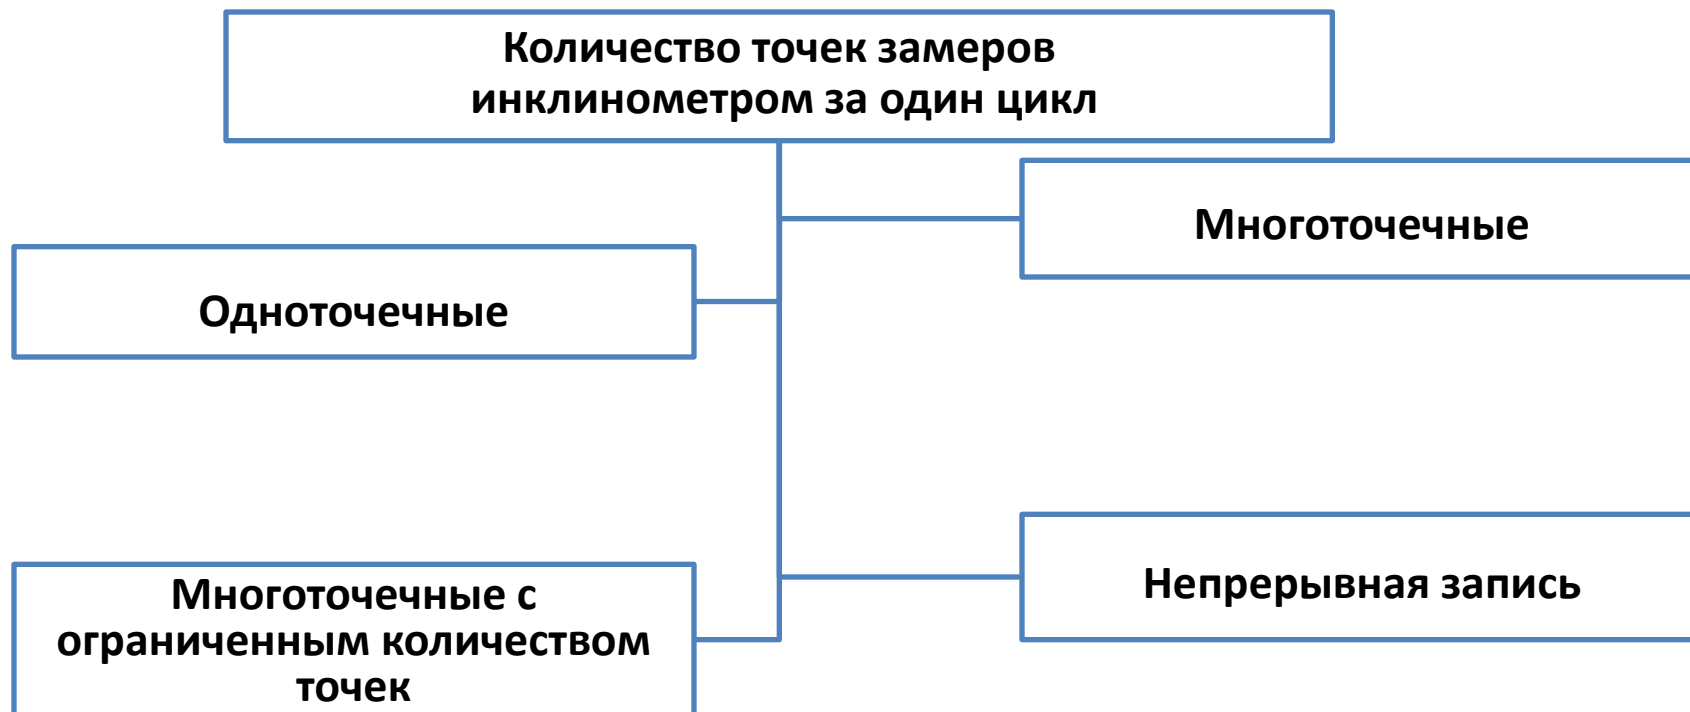 Количество точек замеров
инклинометром за один цикл
Многоточечные
Одноточечные
Непрерывная запись
Многоточечные с
ограниченным количеством
точек